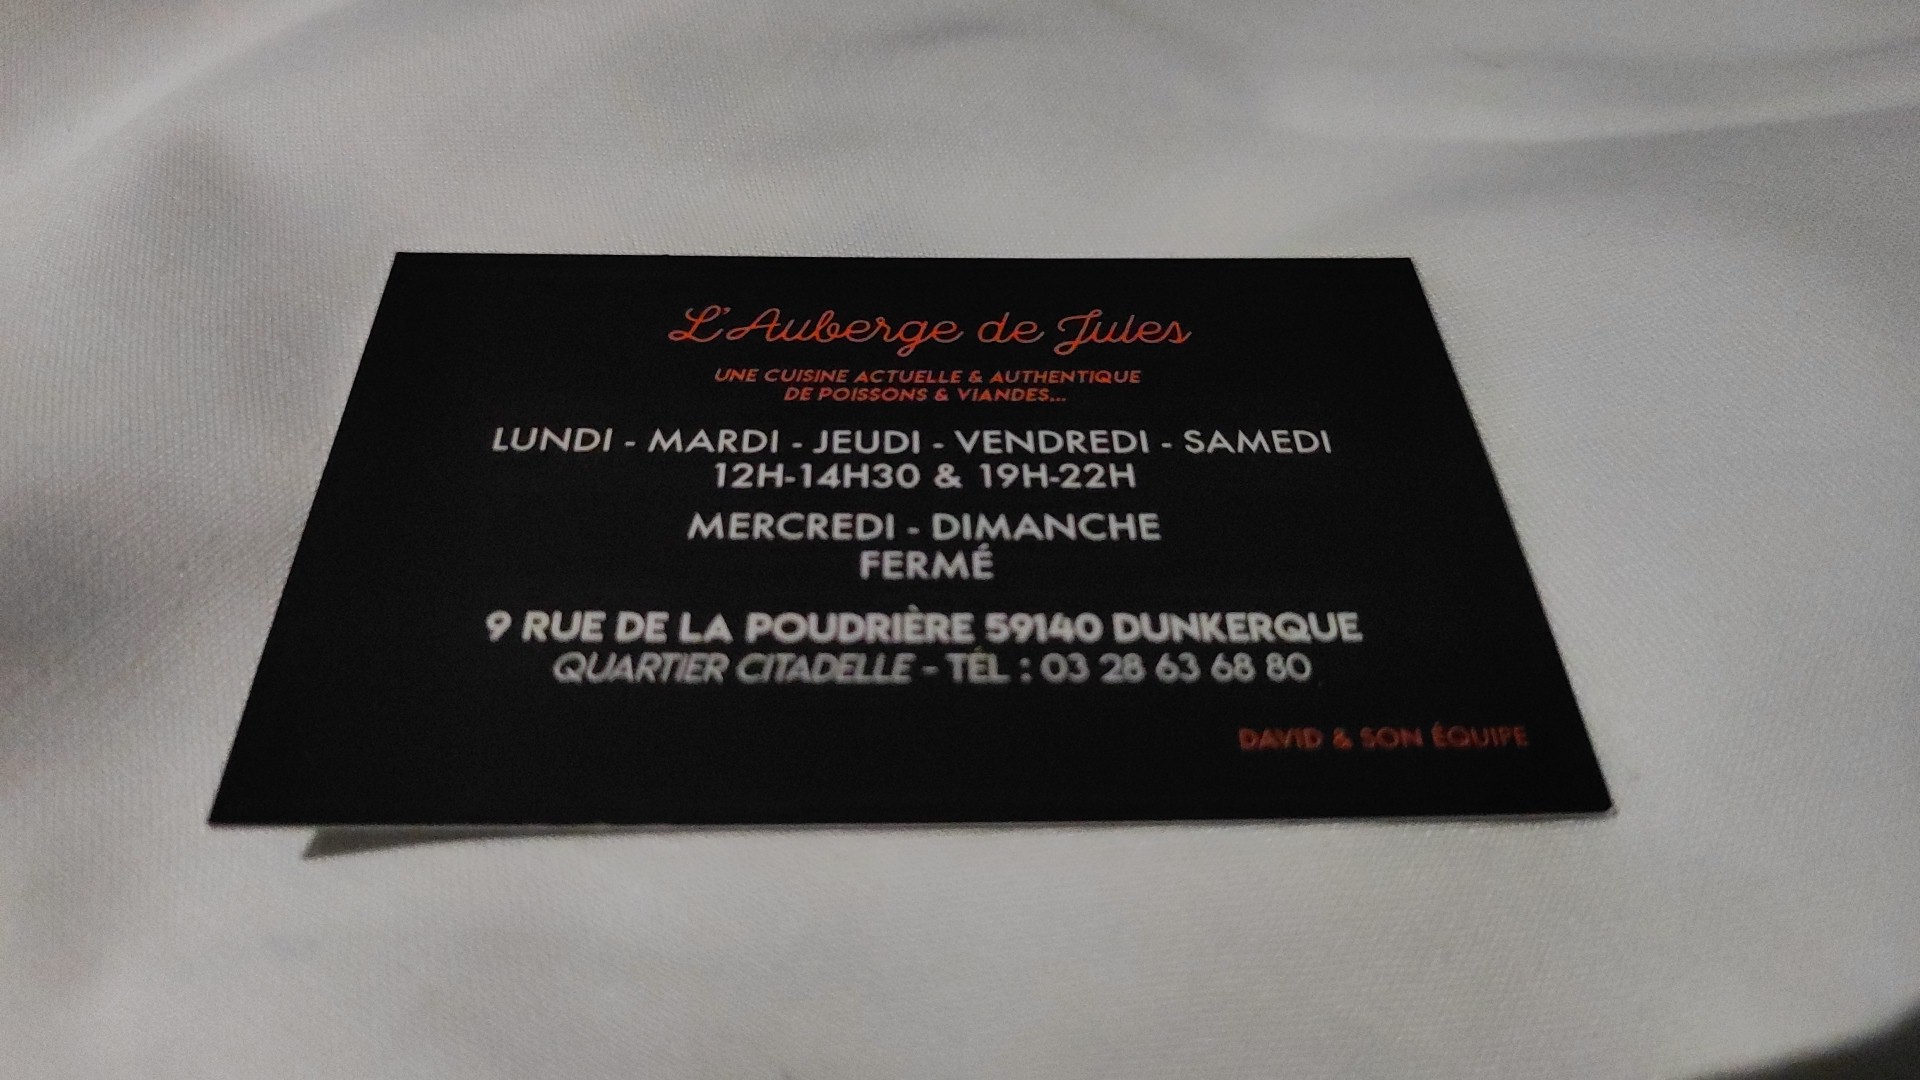 L'Auberge de Jules
UNE CUISINE ACTUELLE & AUTHENTIQUE
DE POISSONS & VIANDES...
LUNDI - MARDI - JEUDI - VENDREDI - SAMEDI
12H-14H30 & 19H-22H
MERCREDI - DIMANCHE
FERMÉ
9 RUE DE LA POUDRIÈRE 59140 DUNKERQUE
QUARTIER CITADELLE - TÉL : 03 28 63 68 80
DAVID & SON ÉQUIPE